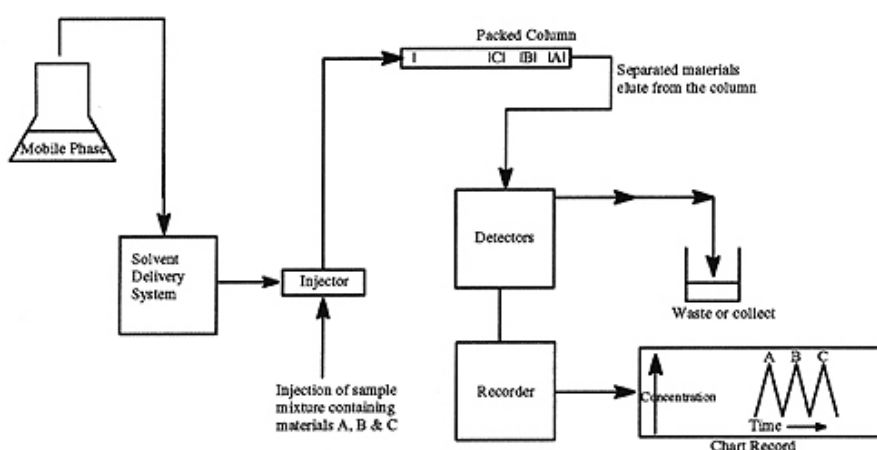 Packed Column
|C| |B| |A|
Separated materials
elute from the column
Mobile Phase
Solvent
Delivery
System
Injector
Detectors
Waste or collect
Injection of sample
mixture containing
materials A, B & C
Recorder
A B C
Concentration
Time
Chart Record